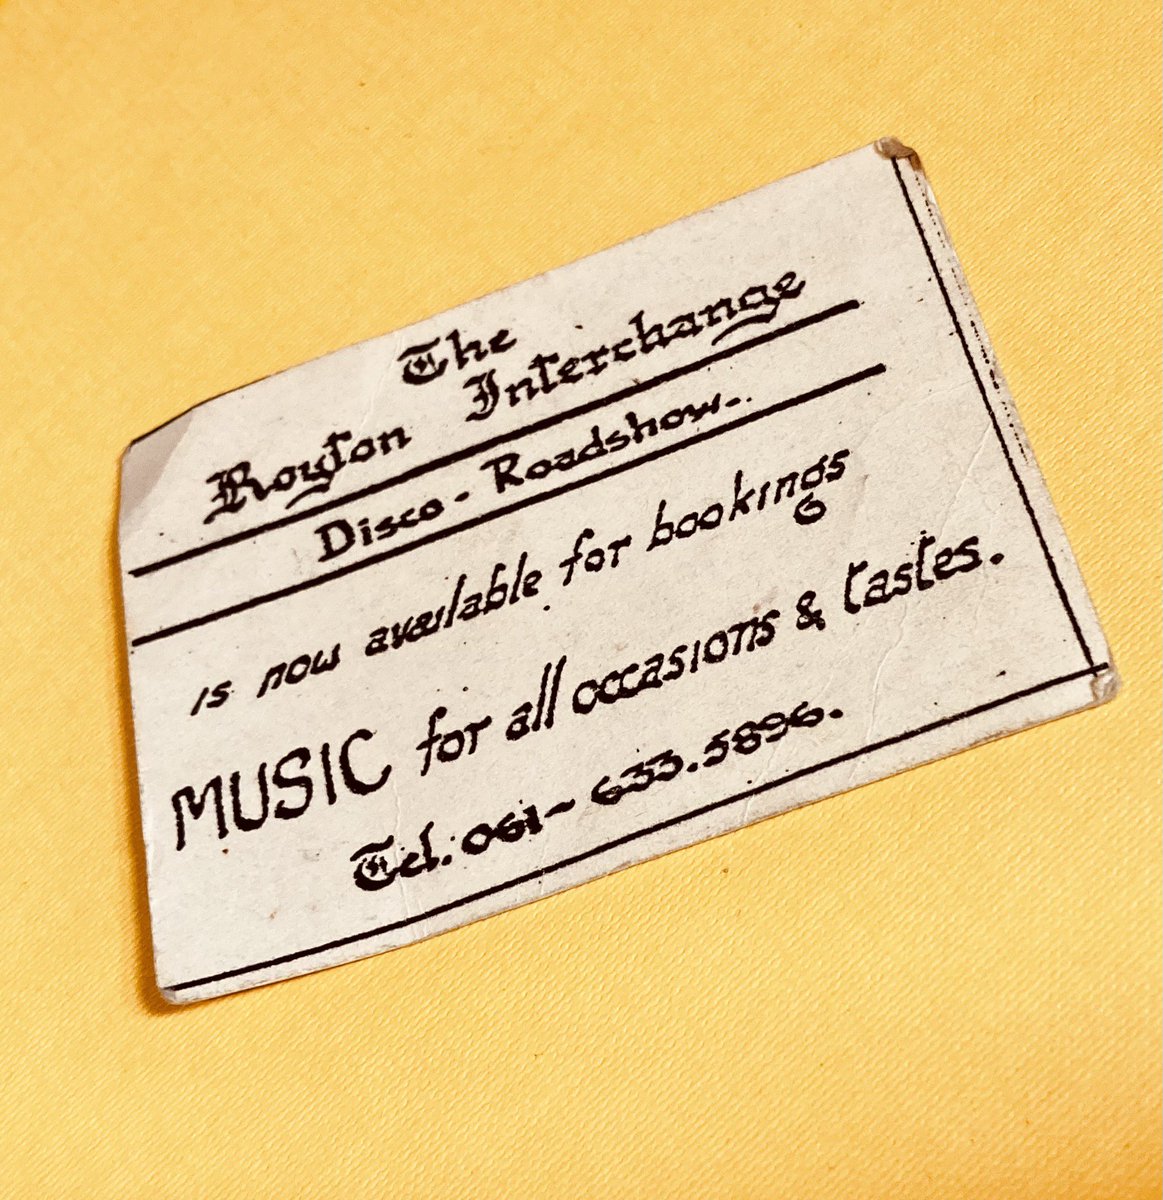 The
Royton Interchange
Disco - Roadshow.
is now available for bookings
MUSIC for all occasions & tastes.
Tel. 061- 633.5896.